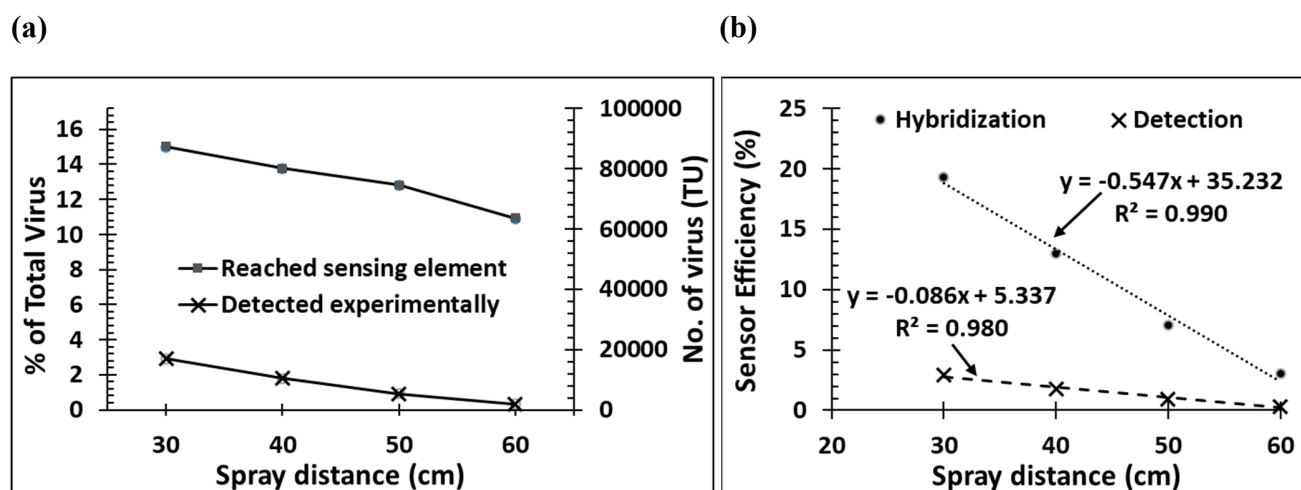 (a)
(b)
% of Total Virus
16
14
12
10
8
6
4
2
0
30
40
50
60
Spray distance (cm)
Reached sensing element
Detected experimentally
100000
80000
60000
40000
20000
0
No. of virus (TU)
Sensor Efficiency (%)
25
20
15
10
5
0
20
30
40
50
60
Spray distance (cm)
Hybridization
Detection
y = -0.547x + 35.232
R² = 0.990
y = -0.086x + 5.337
R² = 0.980